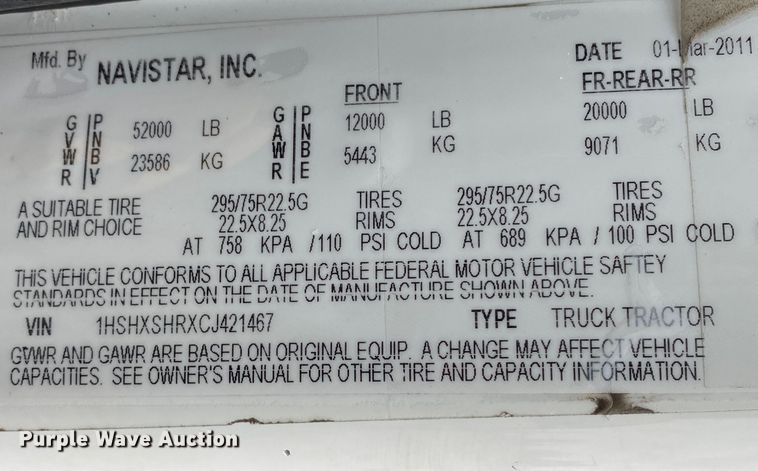 Mfd. By NAVISTAR, INC. DATE 01-Mar-2011
FRONT FR-REAR-RR
GVWR PNBV 52000 LB GAWR PNBE 12000 LB 20000 LB
23586 KG 5443 KG 9071 KG
A SUITABLE TIRE 295/75R22.5G TIRES 295/75R22.5G TIRES
AND RIM CHOICE 22.5X8.25 RIMS 22.5X8.25 RIMS
AT 758 KPA /110 PSI COLD AT 689 KPA / 100 PSI COLD
THIS VEHICLE CONFORMS TO ALL APPLICABLE FEDERAL MOTOR VEHICLE SAFTEY
STANDARDS IN EFFECT ON THE DATE OF MANUFACTURE SHOWN ABOVE.
VIN 1HSHXSHRXCJ421467 TYPE TRUCK TRACTOR
GVWR AND GAWR ARE BASED ON ORIGINAL EQUIP. A CHANGE MAY AFFECT VEHICLE
CAPACITIES. SEE OWNER'S MANUAL FOR OTHER TIRE AND CAPACITY INFORMATION.
Purple Wave Auction